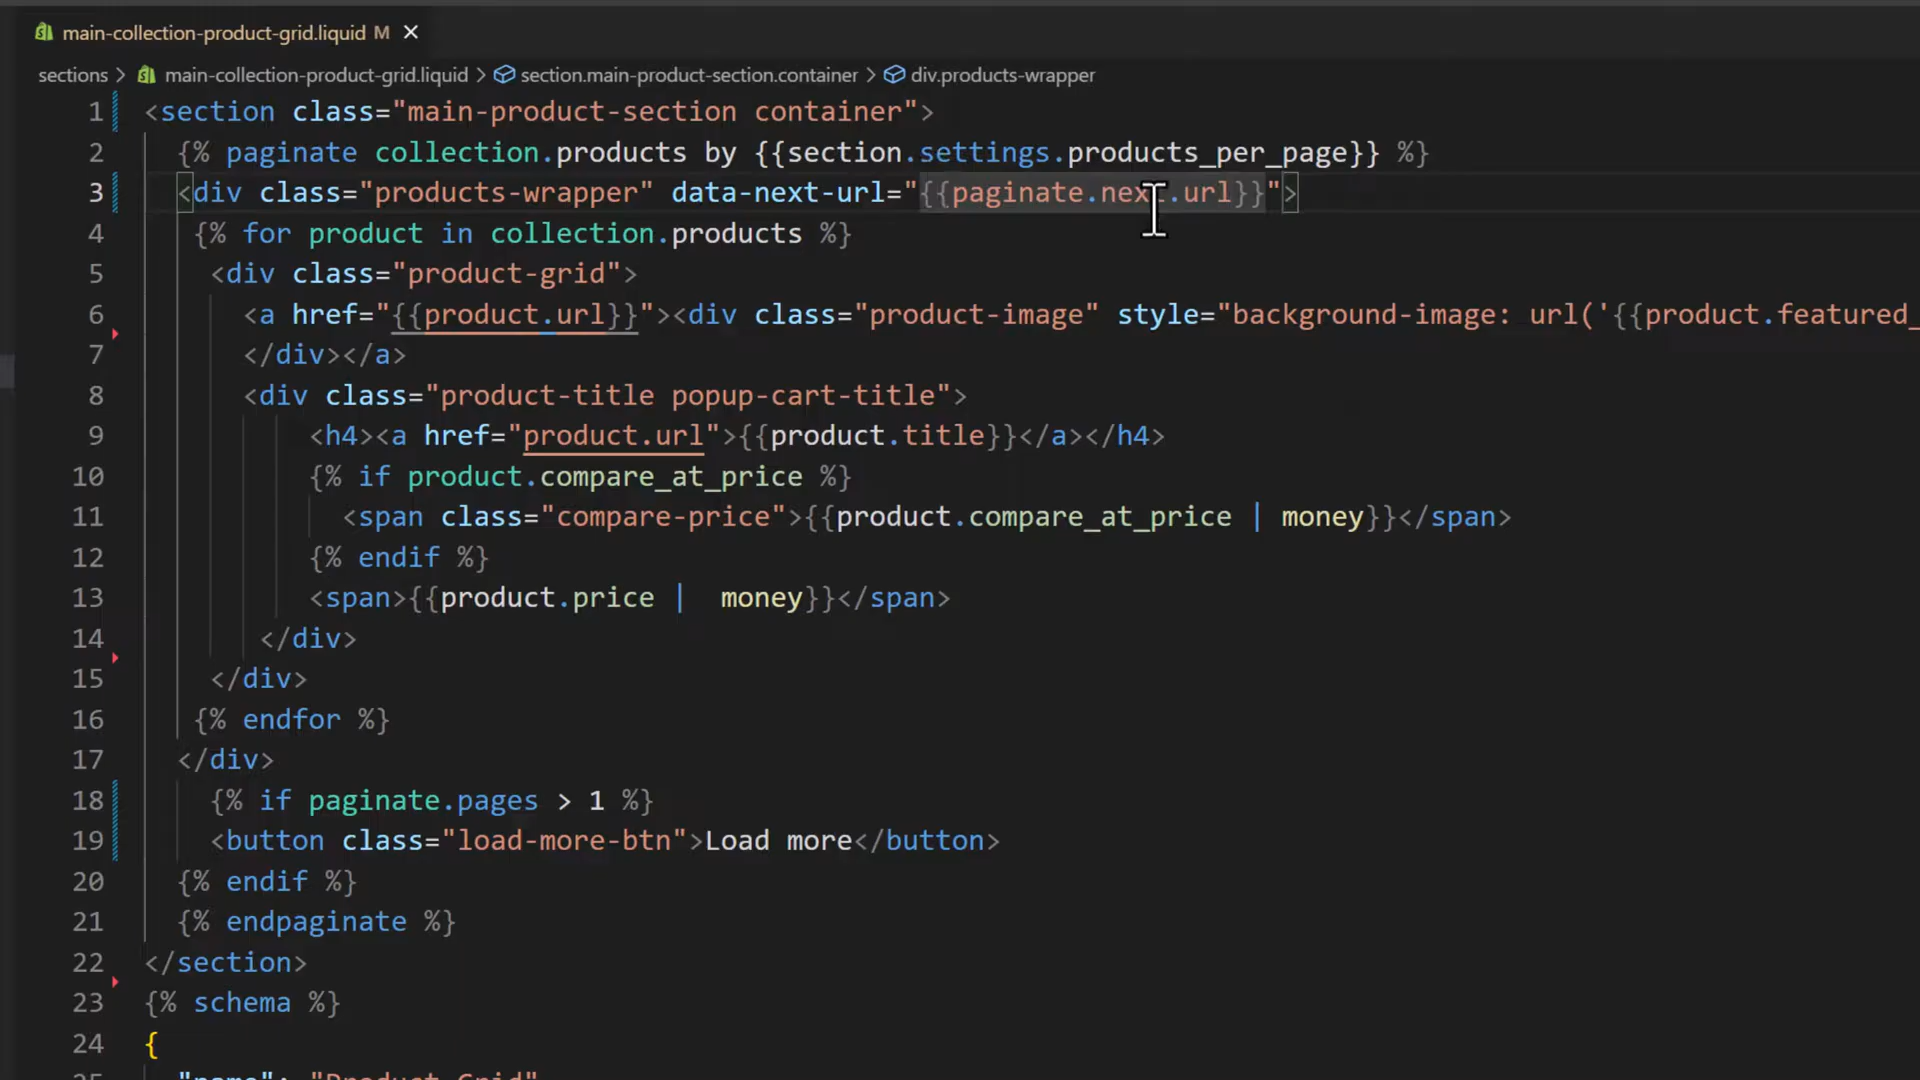 main-collection-product-grid.liquid M
sections > main-collection-product-grid.liquid > section.main-product-section.container > div.products-wrapper
1 <section class="main-product-section container">
2 {% paginate collection.products by {{section.settings.products_per_page}} %}
3 <div class="products-wrapper" data-next-url="{{paginate.next.url}}">
4 {% for product in collection.products %}
5 <div class="product-grid">
6 <a href="{{product.url}}"><div class="product-image" style="background-image: url('{{product.featured_
7 </div></a>
8 <div class="product-title popup-cart-title">
9 <h4><a href="product.url">{{product.title}}</a></h4>
10 {% if product.compare_at_price %}
11 <span class="compare-price">{{product.compare_at_price | money}}</span>
12 {% endif %}
13 <span>{{product.price |  money}}</span>
14 </div>
15 </div>
16 {% endfor %}
17 </div>
18 {% if paginate.pages > 1 %}
19 <button class="load-more-btn">Load more</button>
20 {% endif %}
21 {% endpaginate %}
22 </section>
23 {% schema %}
24 {
25 "name": "Product Grid"